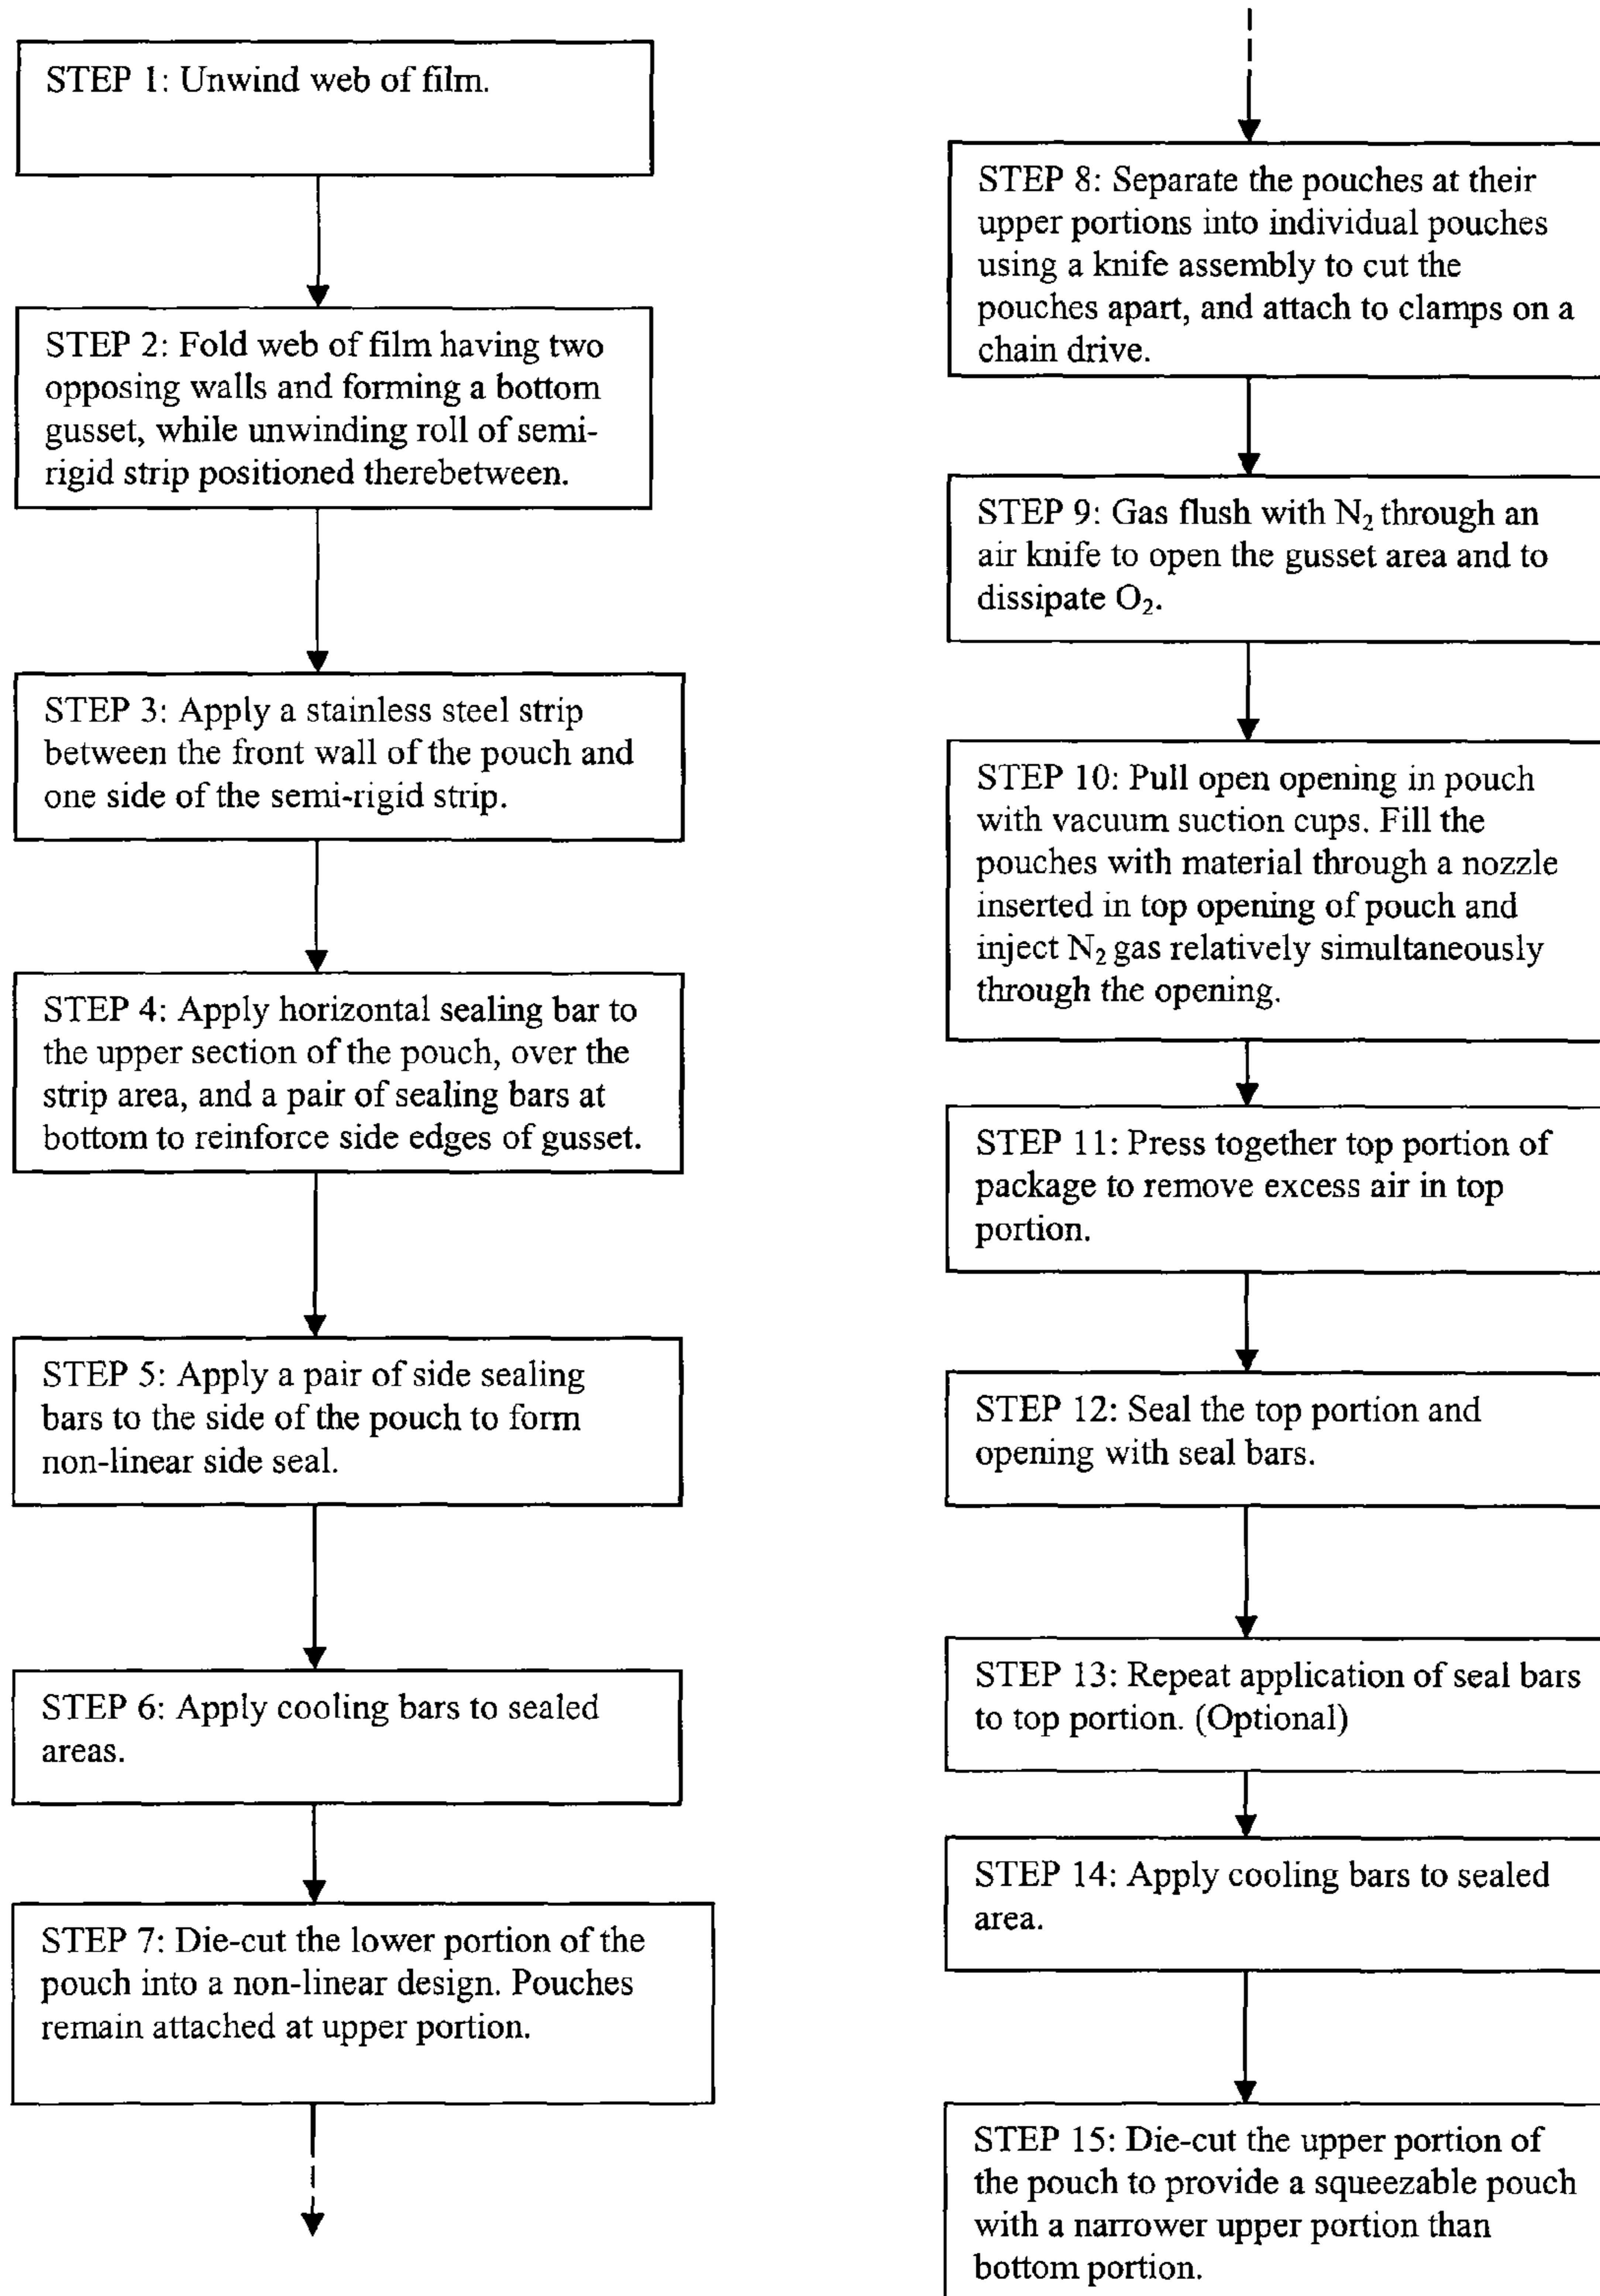 STEP 1: Unwind web of film.
STEP 2: Fold web of film having two
opposing walls and forming a bottom
gusset, while unwinding roll of semi-
rigid strip positioned therebetween.
STEP 3: Apply a stainless steel strip
between the front wall of the pouch and
one side of the semi-rigid strip.
STEP 4: Apply horizontal sealing bar to
the upper section of the pouch, over the
strip area, and a pair of sealing bars at
bottom to reinforce side edges of gusset.
STEP 5: Apply a pair of side sealing
bars to the side of the pouch to form
non-linear side seal.
STEP 6: Apply cooling bars to sealed
areas.
STEP 7: Die-cut the lower portion of the
pouch into a non-linear design. Pouches
remain attached at upper portion.
STEP 8: Separate the pouches at their
upper portions into individual pouches
using a knife assembly to cut the
pouches apart, and attach to clamps on a
chain drive.
STEP 9: Gas flush with N₂ through an
air knife to open the gusset area and to
dissipate O₂.
STEP 10: Pull open opening in pouch
with vacuum suction cups. Fill the
pouches with material through a nozzle
inserted in top opening of pouch and
inject N₂ gas relatively simultaneously
through the opening.
STEP 11: Press together top portion of
package to remove excess air in top
portion.
STEP 12: Seal the top portion and
opening with seal bars.
STEP 13: Repeat application of seal bars
to top portion. (Optional)
STEP 14: Apply cooling bars to sealed
area.
STEP 15: Die-cut the upper portion of
the pouch to provide a squeezable pouch
with a narrower upper portion than
bottom portion.